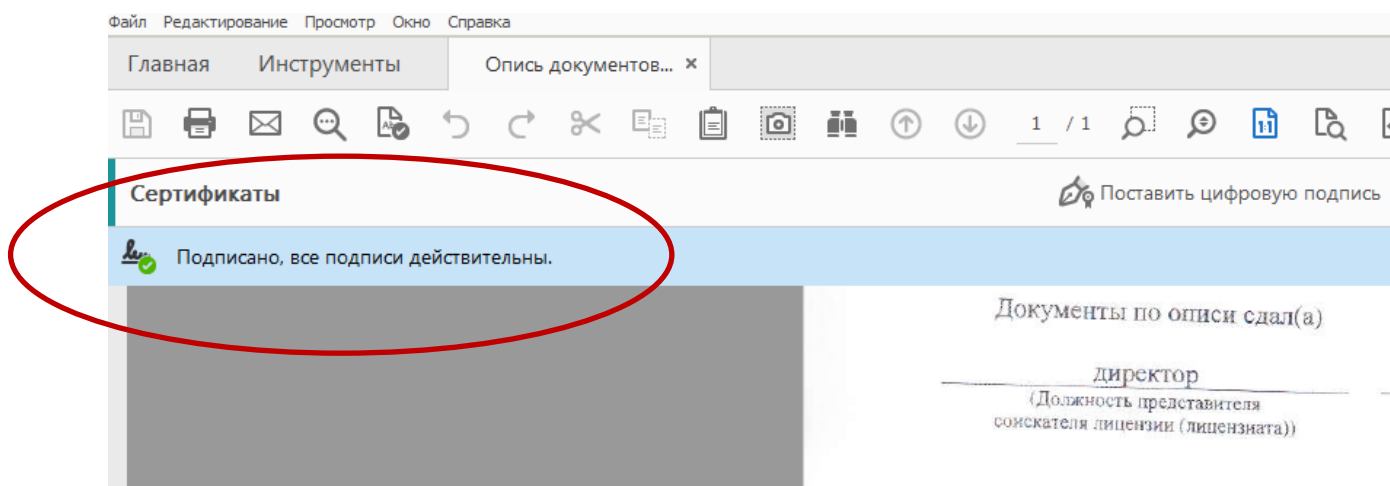 Файл Редактирование Просмотр Окно Справка
Главная Инструменты Опись документов... ×
1 / 1
Сертификаты Поставить цифровую подпись
Подписано, все подписи действительны.
Документы по описи сдал(а)
директор
(Должность представителя
соискателя лицензии (лицензиата))